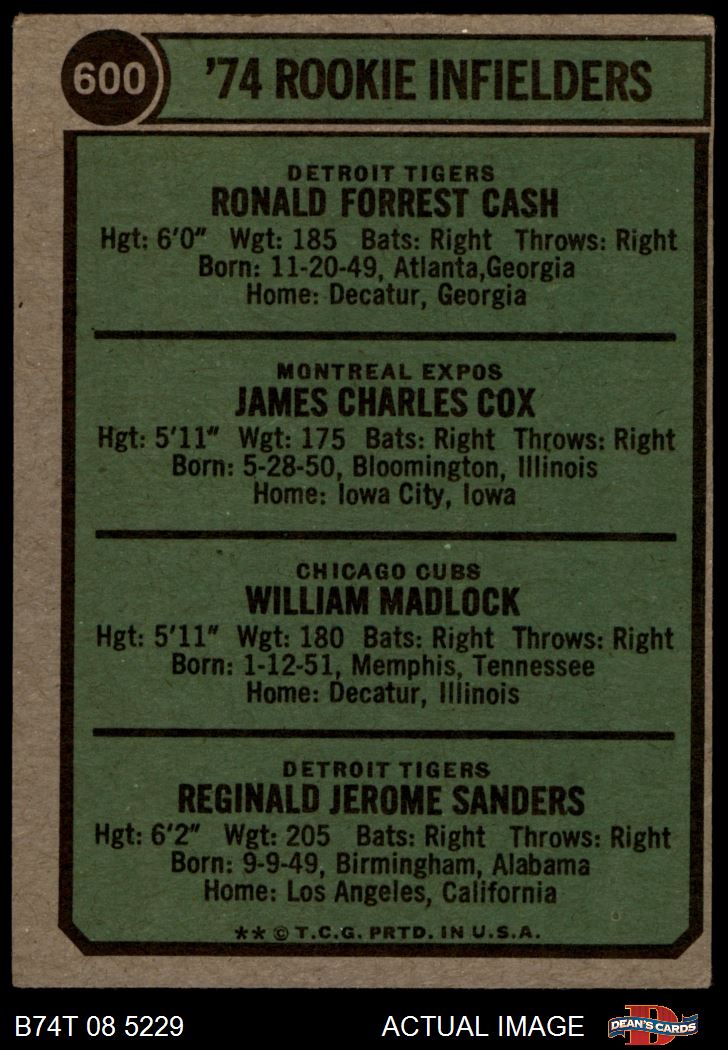 600
'74 ROOKIE INFIELDERS
DETROIT TIGERS
RONALD FORREST CASH
Hgt: 6'0" Wgt: 185 Bats: Right Throws: Right
Born: 11-20-49, Atlanta,Georgia
Home: Decatur, Georgia
MONTREAL EXPOS
JAMES CHARLES COX
Hgt: 5'11" Wgt: 175 Bats: Right Throws: Right
Born: 5-28-50, Bloomington, Illinois
Home: Iowa City, Iowa
CHICAGO CUBS
WILLIAM MADLOCK
Hgt: 5'11" Wgt: 180 Bats: Right Throws: Right
Born: 1-12-51, Memphis, Tennessee
Home: Decatur, Illinois
DETROIT TIGERS
REGINALD JEROME SANDERS
Hgt: 6'2" Wgt: 205 Bats: Right Throws: Right
Born: 9-9-49, Birmingham, Alabama
Home: Los Angeles, California
** © T.C.G. PRTD. IN U.S.A.
B74T 08 5229 ACTUAL IMAGE D DEAN'S CARDS